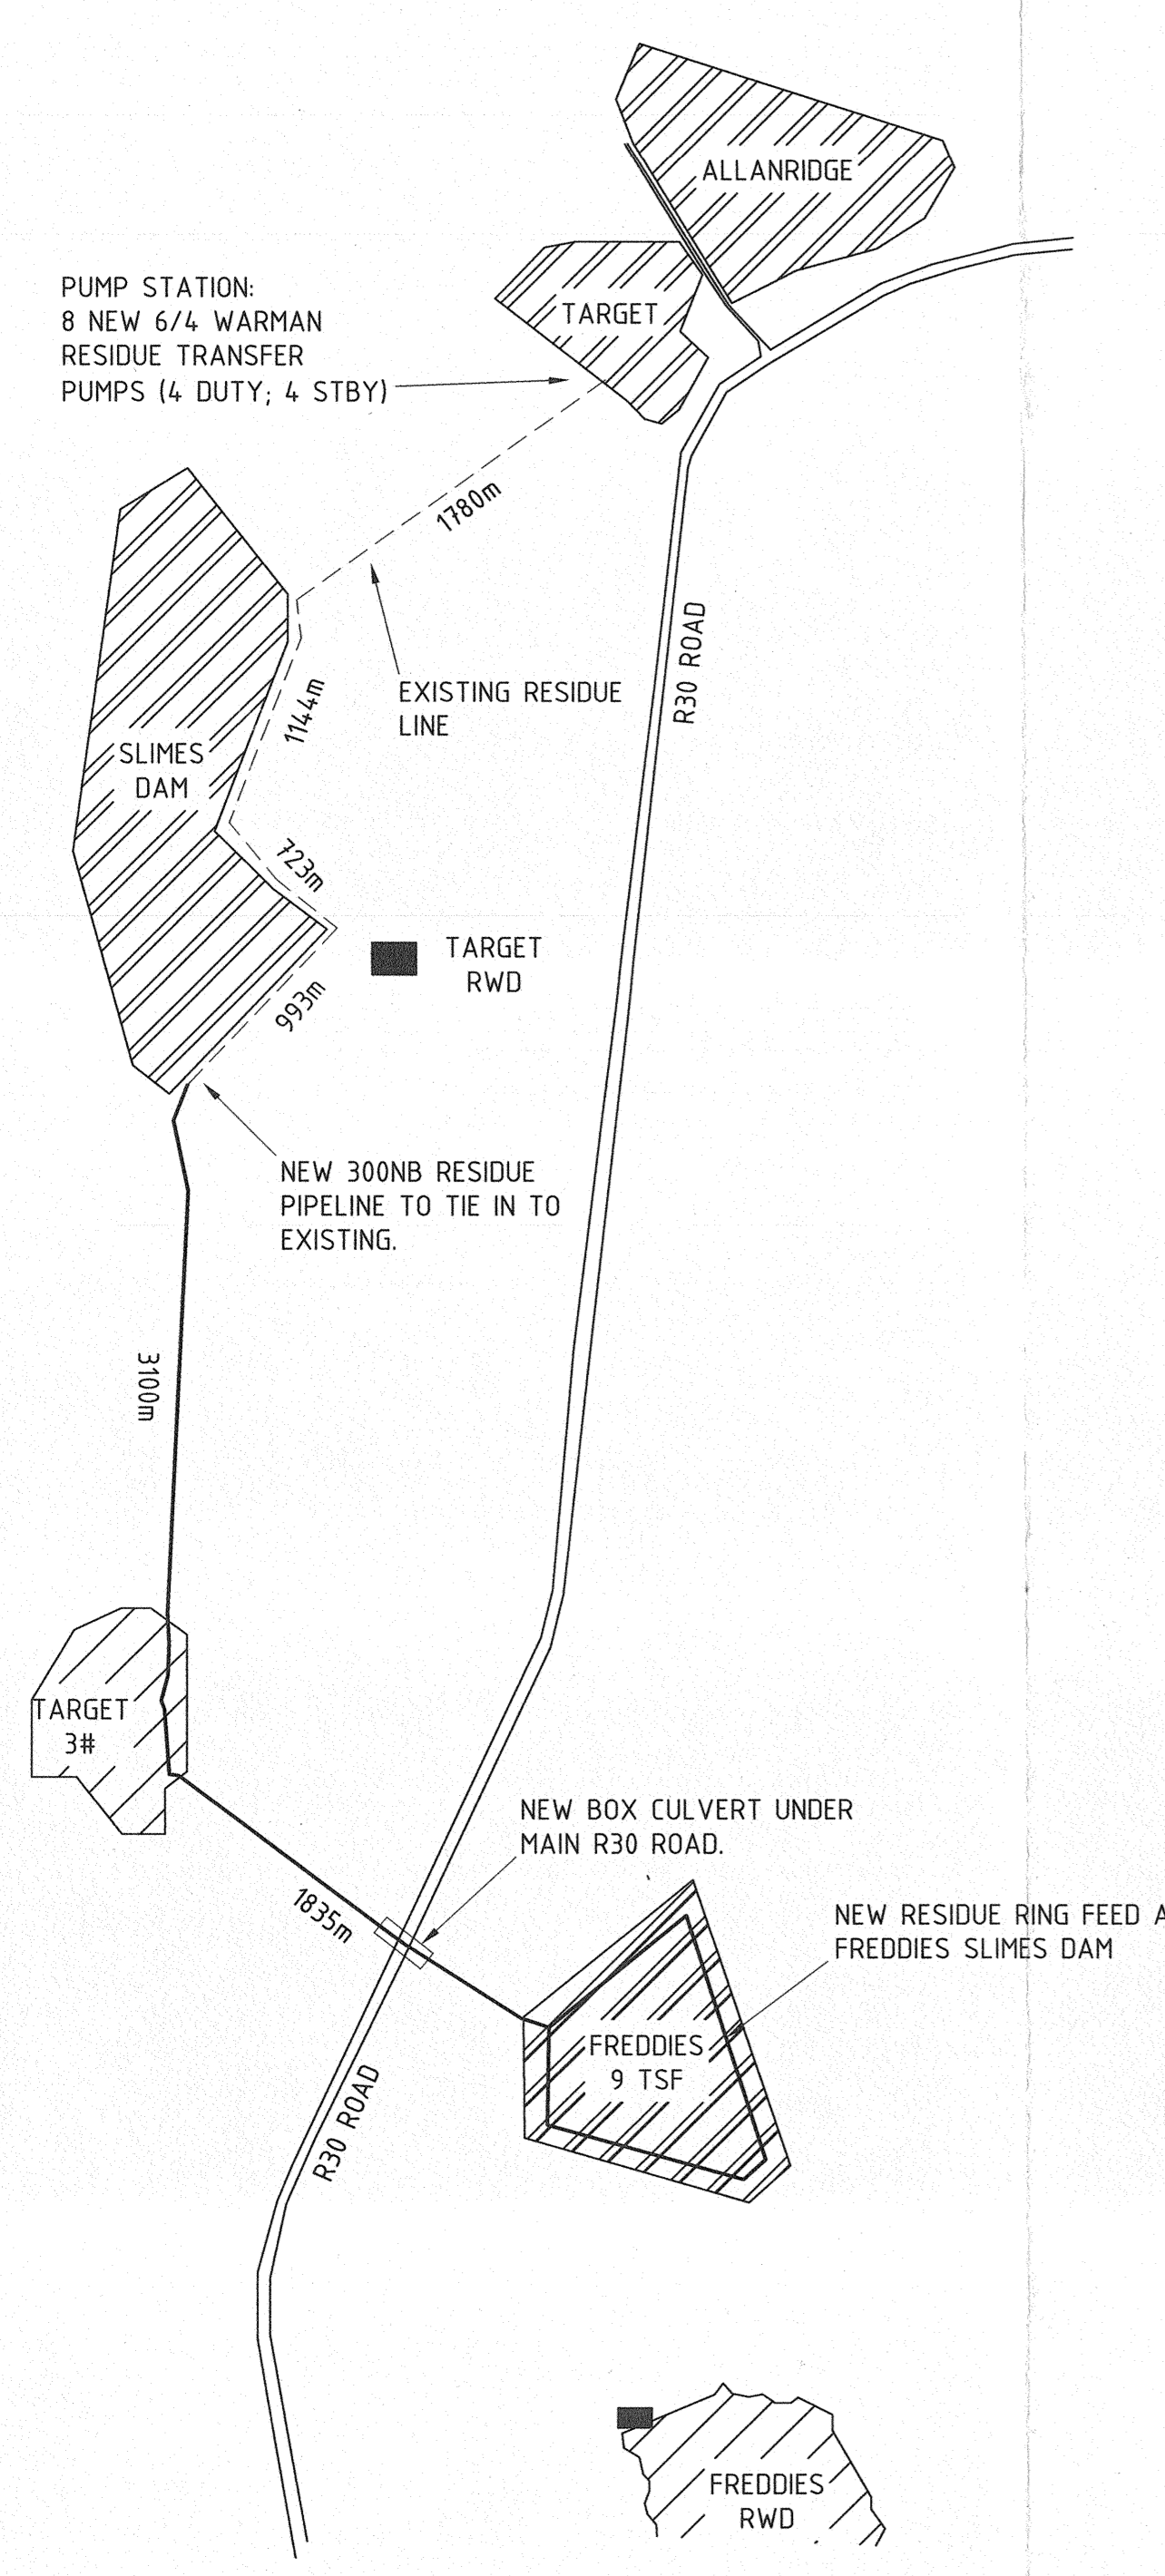 ALLANRIDGE
PUMP STATION:
8 NEW 6/4 WARMAN
RESIDUE TRANSFER
PUMPS (4 DUTY; 4 STBY)
TARGET
1780m
EXISTING RESIDUE
LINE
R30 ROAD
1144m
SLIMES
DAM
723m
TARGET
RWD
993m
NEW 300NB RESIDUE
PIPELINE TO TIE IN TO
EXISTING.
3100m
TARGET
3#
NEW BOX CULVERT UNDER
MAIN R30 ROAD.
1835m
NEW RESIDUE RING FEED A
FREDDIES SLIMES DAM
FREDDIES
9 TSF
R30 ROAD
FREDDIES
RWD